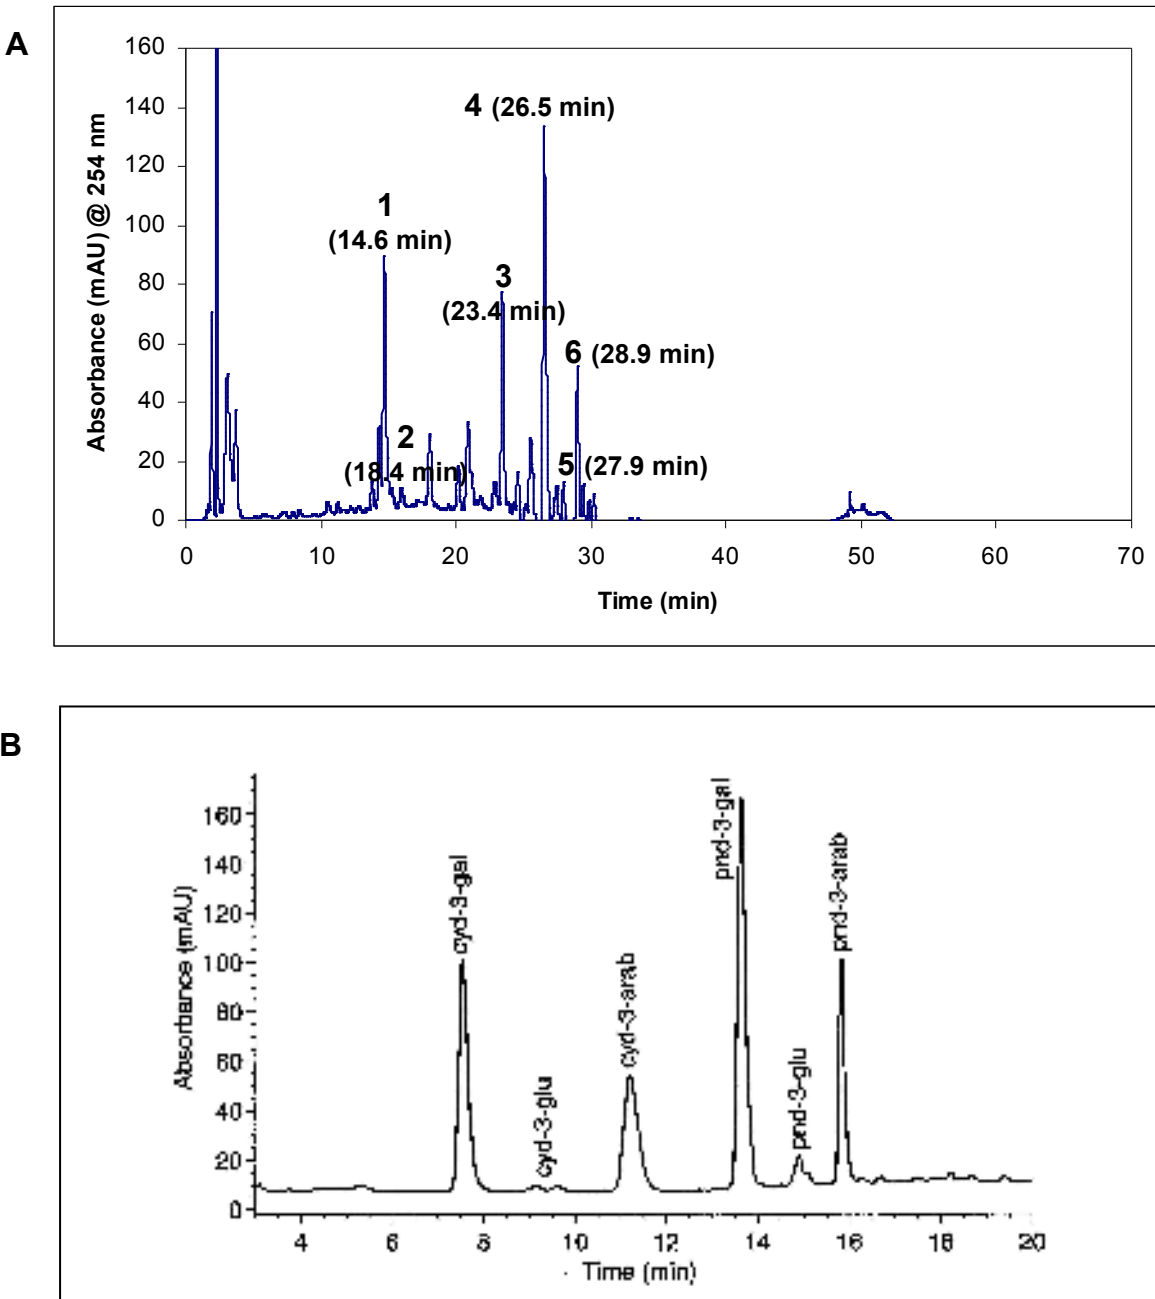 A
Absorbance (mAU) @ 254 nm
160
140
120
100
80
60
40
20
0
4 (26.5 min)
1
(14.6 min)
3
(23.4 min)
6 (28.9 min)
2
(18.4 min)
5 (27.9 min)
0 10 20 30 40 50 60 70
Time (min)
B
Absorbance (mAU)
160
140
120
100
80
60
40
20
0
cyd-3-gal
cyd-3-glu
cyd-3-arab
pnd-3-gal
pnd-3-glu
pnd-3-arab
4 6 8 10 12 14 16 18 20
Time (min)